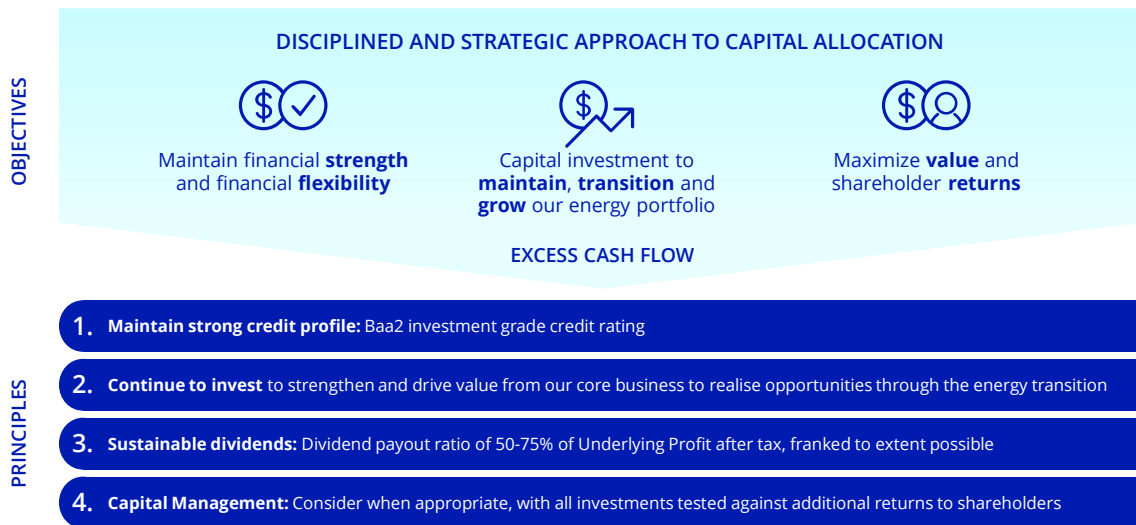 OBJECTIVES
DISCIPLINED AND STRATEGIC APPROACH TO CAPITAL ALLOCATION
Maintain financial strength
and financial flexibility
Capital investment to
maintain, transition and
grow our energy portfolio
Maximize value and
shareholder returns
EXCESS CASH FLOW
PRINCIPLES
1. Maintain strong credit profile: Baa2 investment grade credit rating
2. Continue to invest to strengthen and drive value from our core business to realise opportunities through the energy transition
3. Sustainable dividends: Dividend payout ratio of 50-75% of Underlying Profit after tax, franked to extent possible
4. Capital Management: Consider when appropriate, with all investments tested against additional returns to shareholders